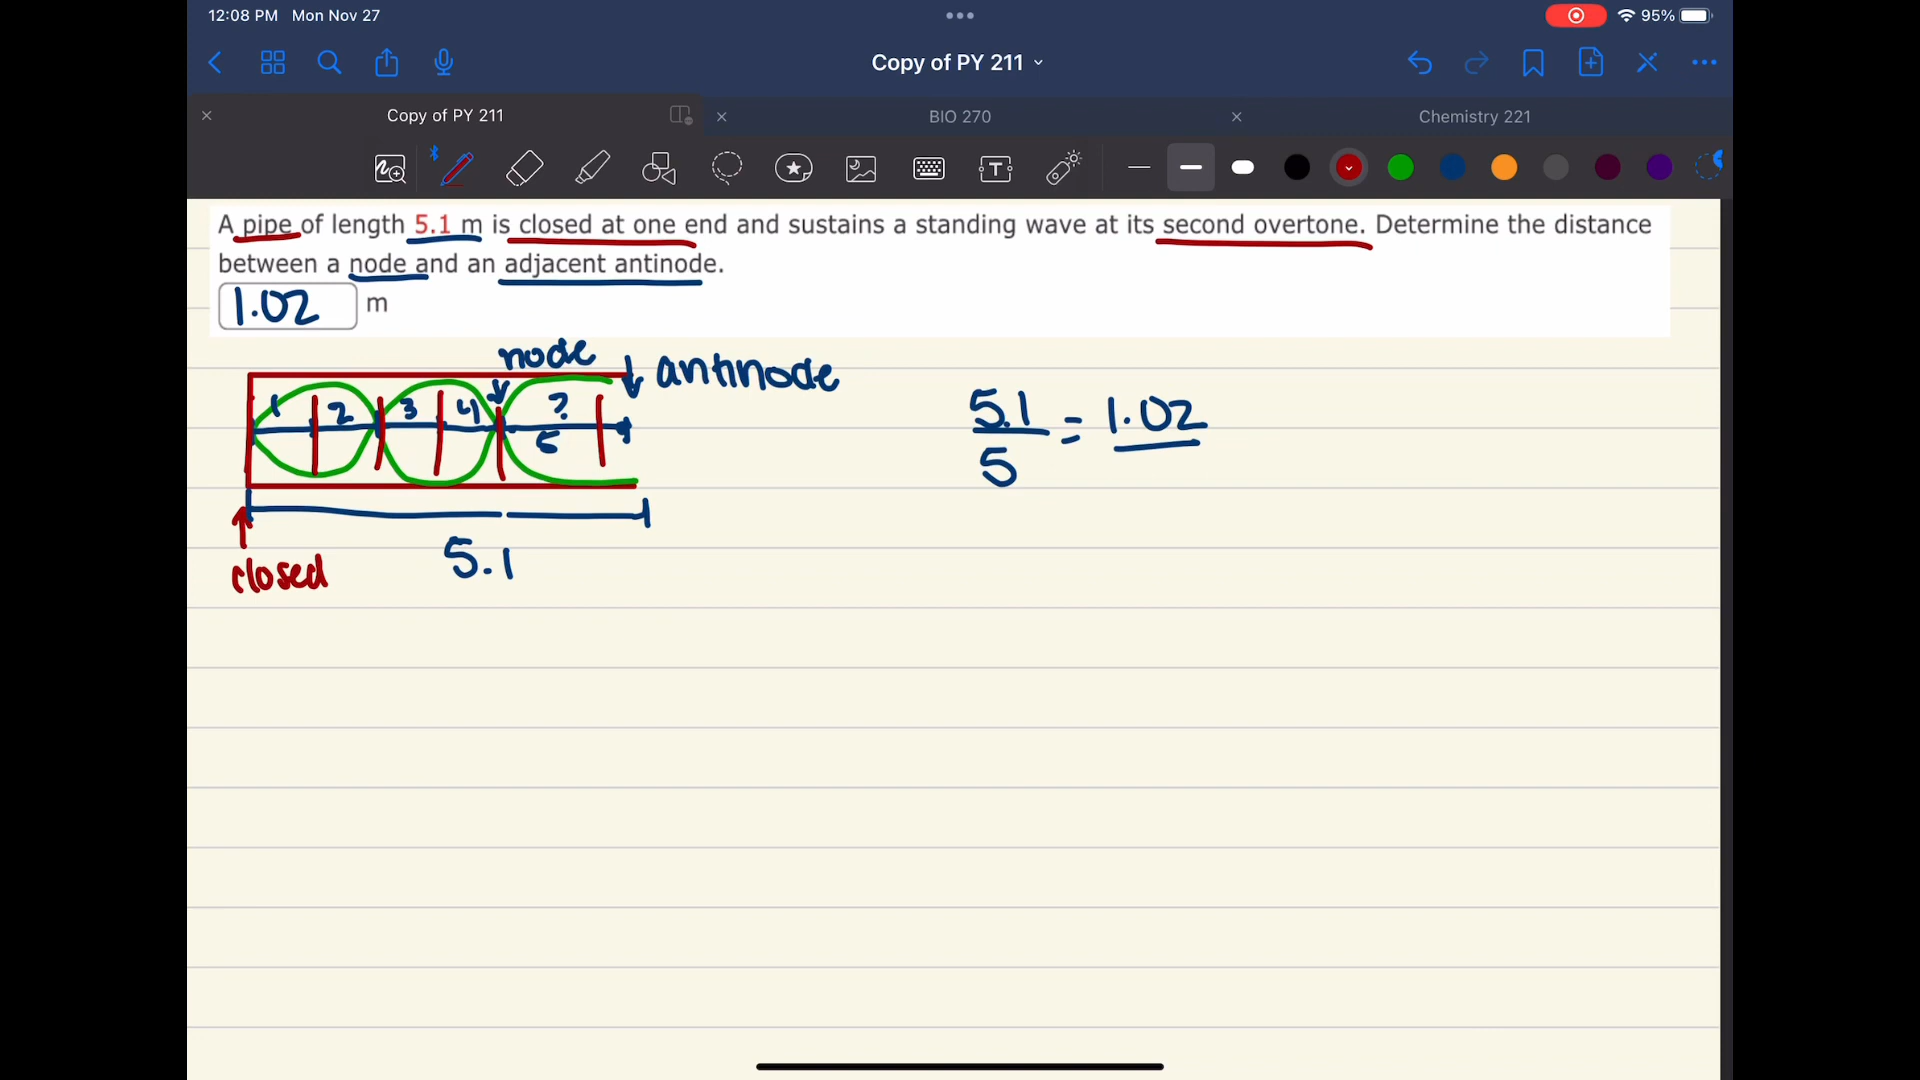 12:08 PM Mon Nov 27
95%
Copy of PY 211
Copy of PY 211
BIO 270
Chemistry 221
A pipe of length 5.1 m is closed at one end and sustains a standing wave at its second overtone. Determine the distance
between a node and an adjacent antinode.
1.02 m
node
antinode
1 2 3 4 ?
5
5.1
5
= 1.02
5.1
closed